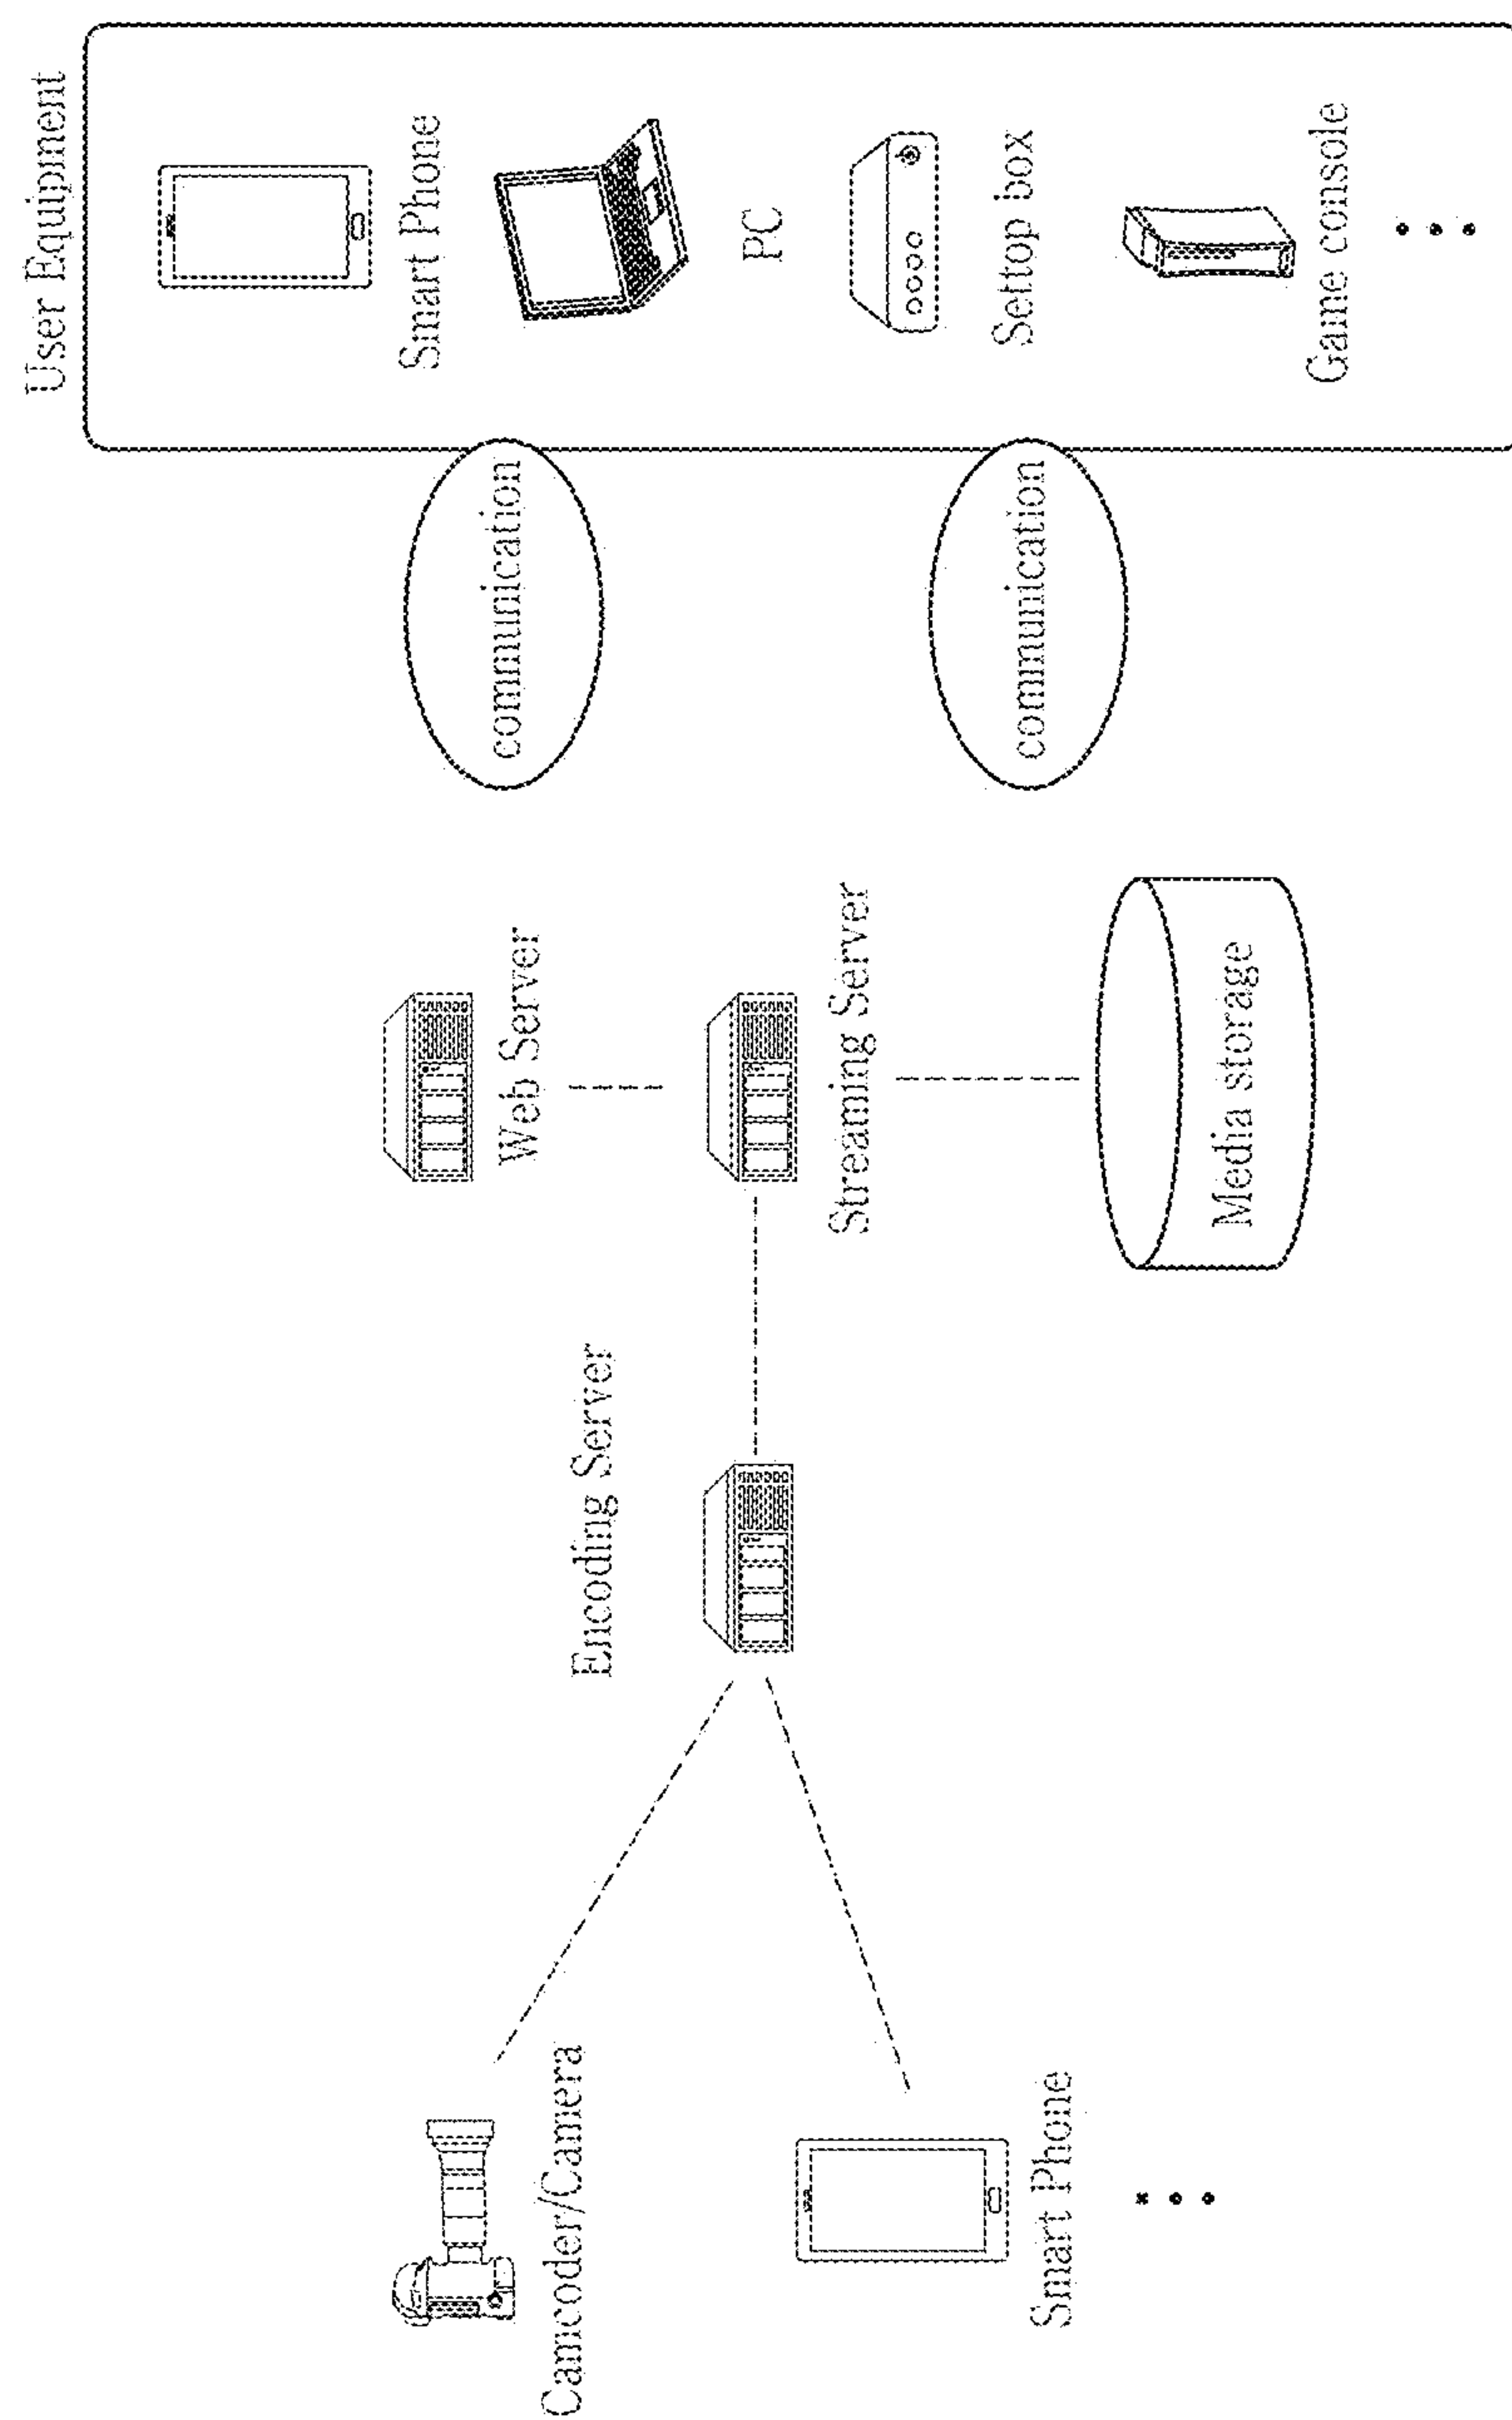 User Equipment
Smart Phone
PC
Settop box
Game console
communication
communication
Web Server
Streaming Server
Media storage
Encoding Server
Camcoder/Camera
Smart Phone